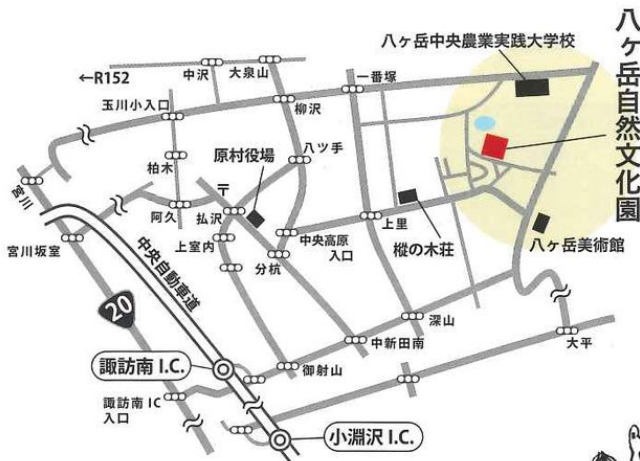 八ヶ岳自然文化園
八ヶ岳中央農業実践大学校
←R152
中沢
大泉山
一番塚
玉川小入口
柳沢
八ツ手
柏木
原村役場
〒
宮川
阿久
払沢
上里
樅の木荘
八ヶ岳美術館
宮川坂室
上室内
中央高原
入口
分杭
中央自動車道
20
深山
中新田南
大平
諏訪南 I.C.
御射山
諏訪南 IC
入口
小淵沢 I.C.